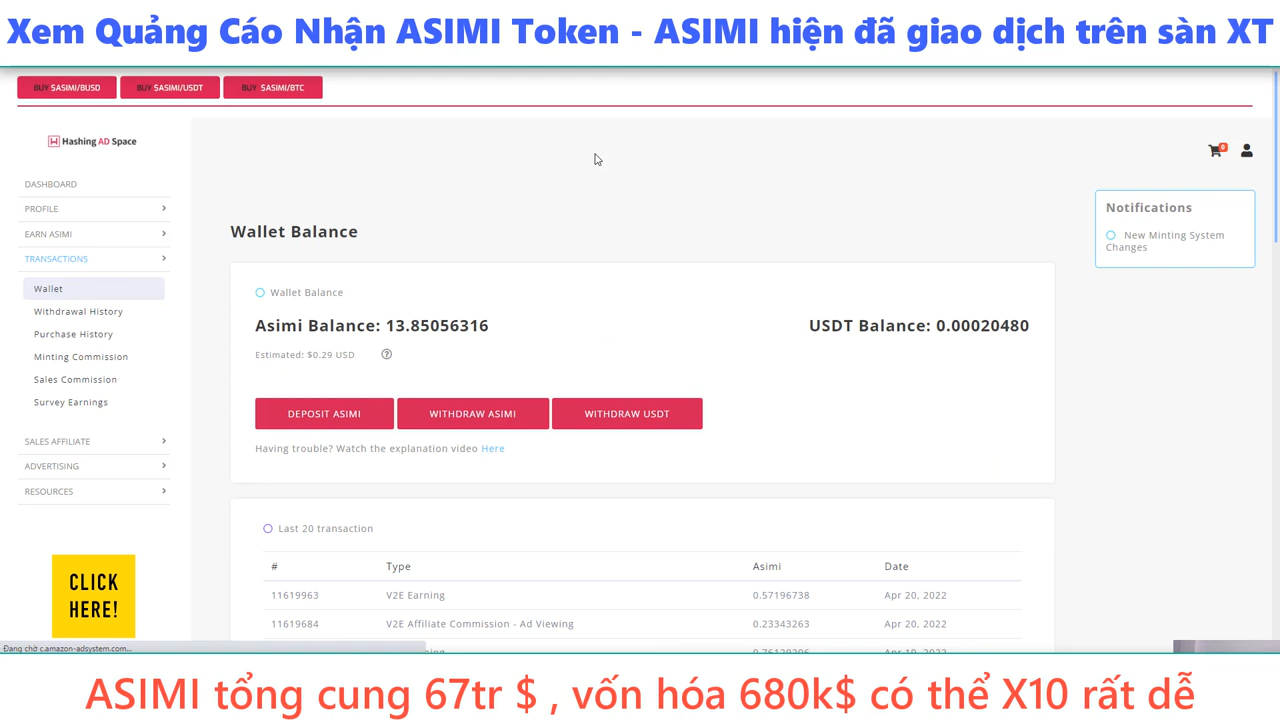 Xem Quảng Cáo Nhận ASIMI Token - ASIMI hiện đã giao dịch trên sàn XT
BUY $ASIMI/BUSD
BUY $ASIMI/USDT
BUY $ASIMI/BTC
Hashing AD Space
0
DASHBOARD
PROFILE
EARN ASIMI
TRANSACTIONS
Wallet
Withdrawal History
Purchase History
Minting Commission
Sales Commission
Survey Earnings
SALES AFFILIATE
ADVERTISING
RESOURCES
CLICK
HERE!
Wallet Balance
Wallet Balance
Asimi Balance: 13.85056316
USDT Balance: 0.00020480
Estimated: $0.29 USD
DEPOSIT ASIMI
WITHDRAW ASIMI
WITHDRAW USDT
Having trouble? Watch the explanation video Here
Last 20 transaction
# Type Asimi Date
11619963 V2E Earning 0.57196738 Apr 20, 2022
11619684 V2E Affiliate Commission - Ad Viewing 0.23343263 Apr 20, 2022
Notifications
New Minting System
Changes
Đang chờ c.amazon-adsystem.com...
ASIMI tổng cung 67tr $ , vốn hóa 680k$ có thể X10 rất dễ